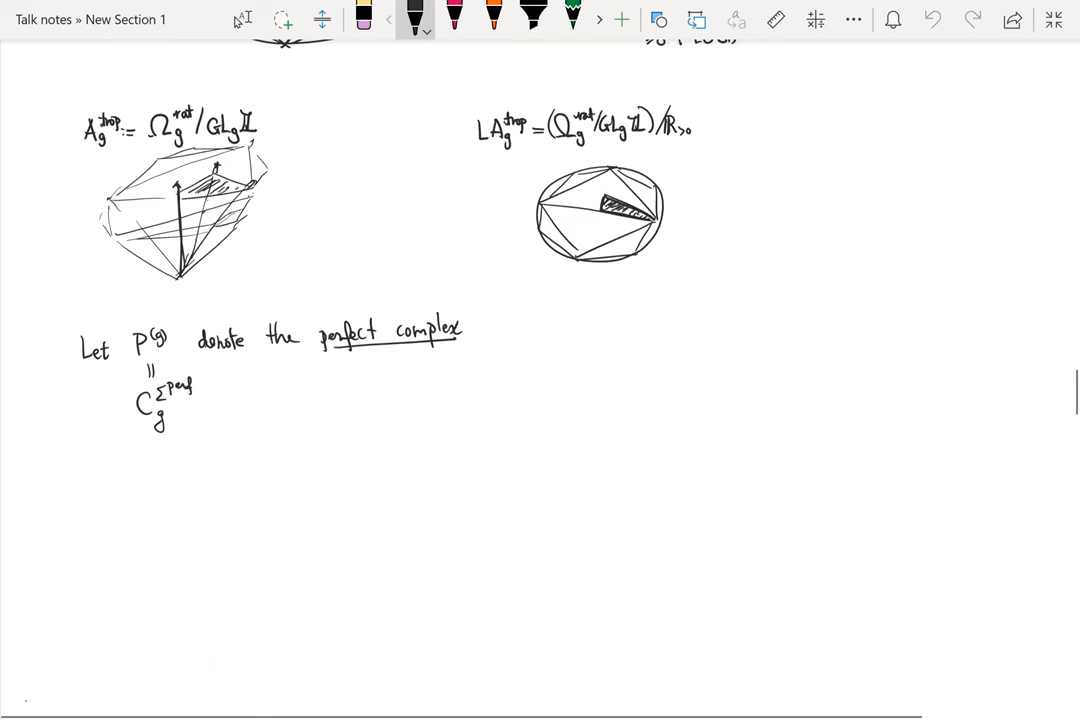 Talk notes » New Section 1
A_g^trop := Ω_g^rat / GL_g ℤ
LA_g^trop = (Ω_g^rat / GL_g ℤ) / ℝ_>0
Let P^(g) denote the perfect complex
||
C_g^Σperf